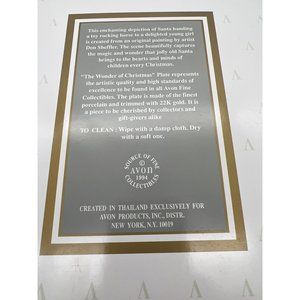 This enchanting depiction of Santa handing
a toy rocking horse to a delighted young girl
is created from an original painting by artist
Don Sheffler. The scene beautifully captures
the magic and wonder that jolly old Santa
brings to the hearts and minds of
children every Christmas.
"The Wonder of Christmas" Plate represents
the artistic quality and high standards of
excellence to be found in all Avon Fine
Collectibles. The plate is made of the finest
porcelain and trimmed with 22K gold. It is
a piece to be cherished by collectors and
gift-givers alike
TO CLEAN : Wipe with a damp cloth. Dry
with a soft one.
SOURCE OF FINE
©
AVON
1994
COLLECTIBLES
CREATED IN THAILAND EXCLUSIVELY FOR
AVON PRODUCTS, INC., DISTR.
NEW YORK, N.Y. 10019